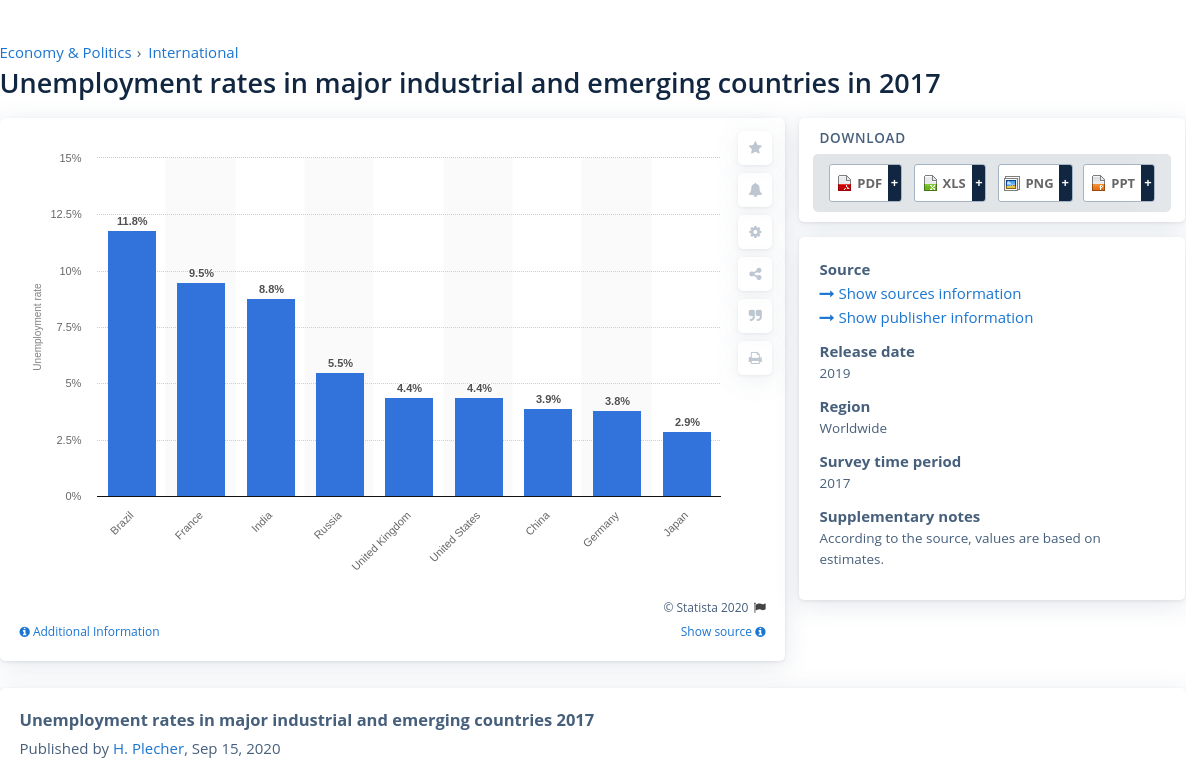 Economy & Politics › International
Unemployment rates in major industrial and emerging countries in 2017
15%
12.5%
10%
7.5%
5%
2.5%
0%
Unemployment rate
11.8%
9.5%
8.8%
5.5%
4.4%
4.4%
3.9%
3.8%
2.9%
Brazil
France
India
Russia
United Kingdom
United States
China
Germany
Japan
© Statista 2020
Additional Information
Show source
DOWNLOAD
PDF + XLS + PNG + PPT +
Source
Show sources information
Show publisher information
Release date
2019
Region
Worldwide
Survey time period
2017
Supplementary notes
According to the source, values are based on
estimates.
Unemployment rates in major industrial and emerging countries 2017
Published by H. Plecher, Sep 15, 2020